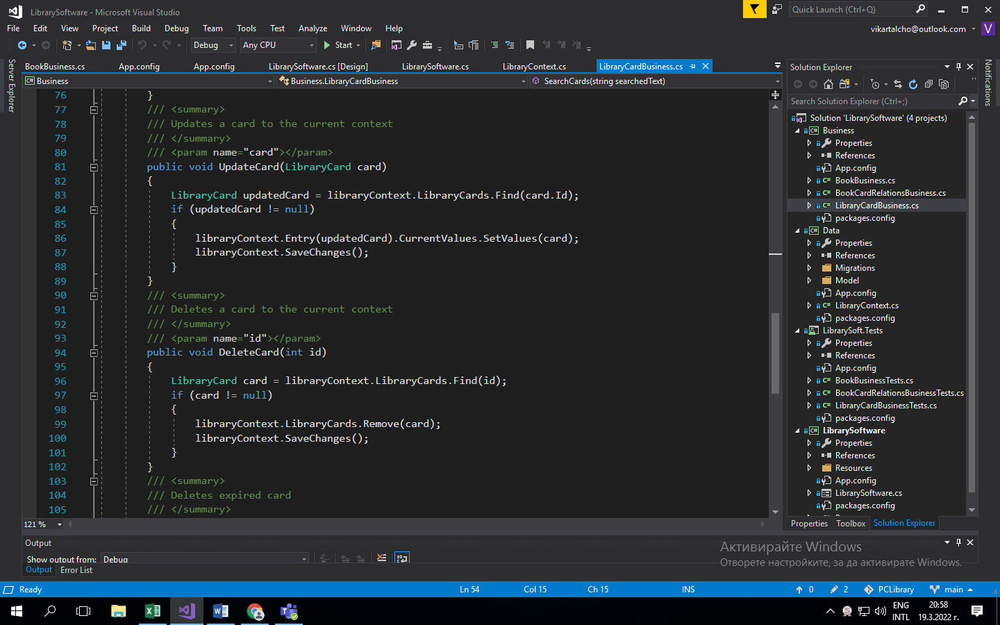 LibrarySoftware - Microsoft Visual Studio
Quick Launch (Ctrl+Q)
File Edit View Project Build Debug Team Tools Test Analyze Window Help
vikartalcho@outlook.com V
Debug Any CPU Start
Server Explorer
BookBusiness.cs App.config App.config LibrarySoftware.cs [Design] LibrarySoftware.cs LibraryContext.cs LibraryCardBusiness.cs
Business Business.LibraryCardBusiness SearchCards(string searchedText)
76 }
77 /// <summary>
78 /// Updates a card to the current context
79 /// </summary>
80 /// <param name="card"></param>
81 public void UpdateCard(LibraryCard card)
82 {
83 LibraryCard updatedCard = libraryContext.LibraryCards.Find(card.Id);
84 if (updatedCard != null)
85 {
86 libraryContext.Entry(updatedCard).CurrentValues.SetValues(card);
87 libraryContext.SaveChanges();
88 }
89 }
90 /// <summary>
91 /// Deletes a card to the current context
92 /// </summary>
93 /// <param name="id"></param>
94 public void DeleteCard(int id)
95 {
96 LibraryCard card = libraryContext.LibraryCards.Find(id);
97 if (card != null)
98 {
99 libraryContext.LibraryCards.Remove(card);
100 libraryContext.SaveChanges();
101 }
102 }
103 /// <summary>
104 /// Deletes expired card
105 /// </summary>
121 %
Solution Explorer
Search Solution Explorer (Ctrl+;)
Solution 'LibrarySoftware' (4 projects)
Business
Properties
References
App.config
BookBusiness.cs
BookCardRelationsBusiness.cs
LibraryCardBusiness.cs
packages.config
Data
Properties
References
Migrations
Model
App.config
LibraryContext.cs
packages.config
LibrarySoft.Tests
Properties
References
App.config
BookBusinessTests.cs
BookCardRelationsBusinessTests.cs
LibraryCardBusinessTests.cs
packages.config
LibrarySoftware
Properties
References
Resources
App.config
LibrarySoftware.cs
packages.config
Properties Toolbox Solution Explorer
Notifications
Output
Show output from: Debug
Output Error List
Активирайте Windows
Отворете настройките, за да активирате Windows.
Ready Ln 54 Col 15 Ch 15 INS 0 2 PCLibrary main
ENG
INTL
20:58
19.3.2022 г.